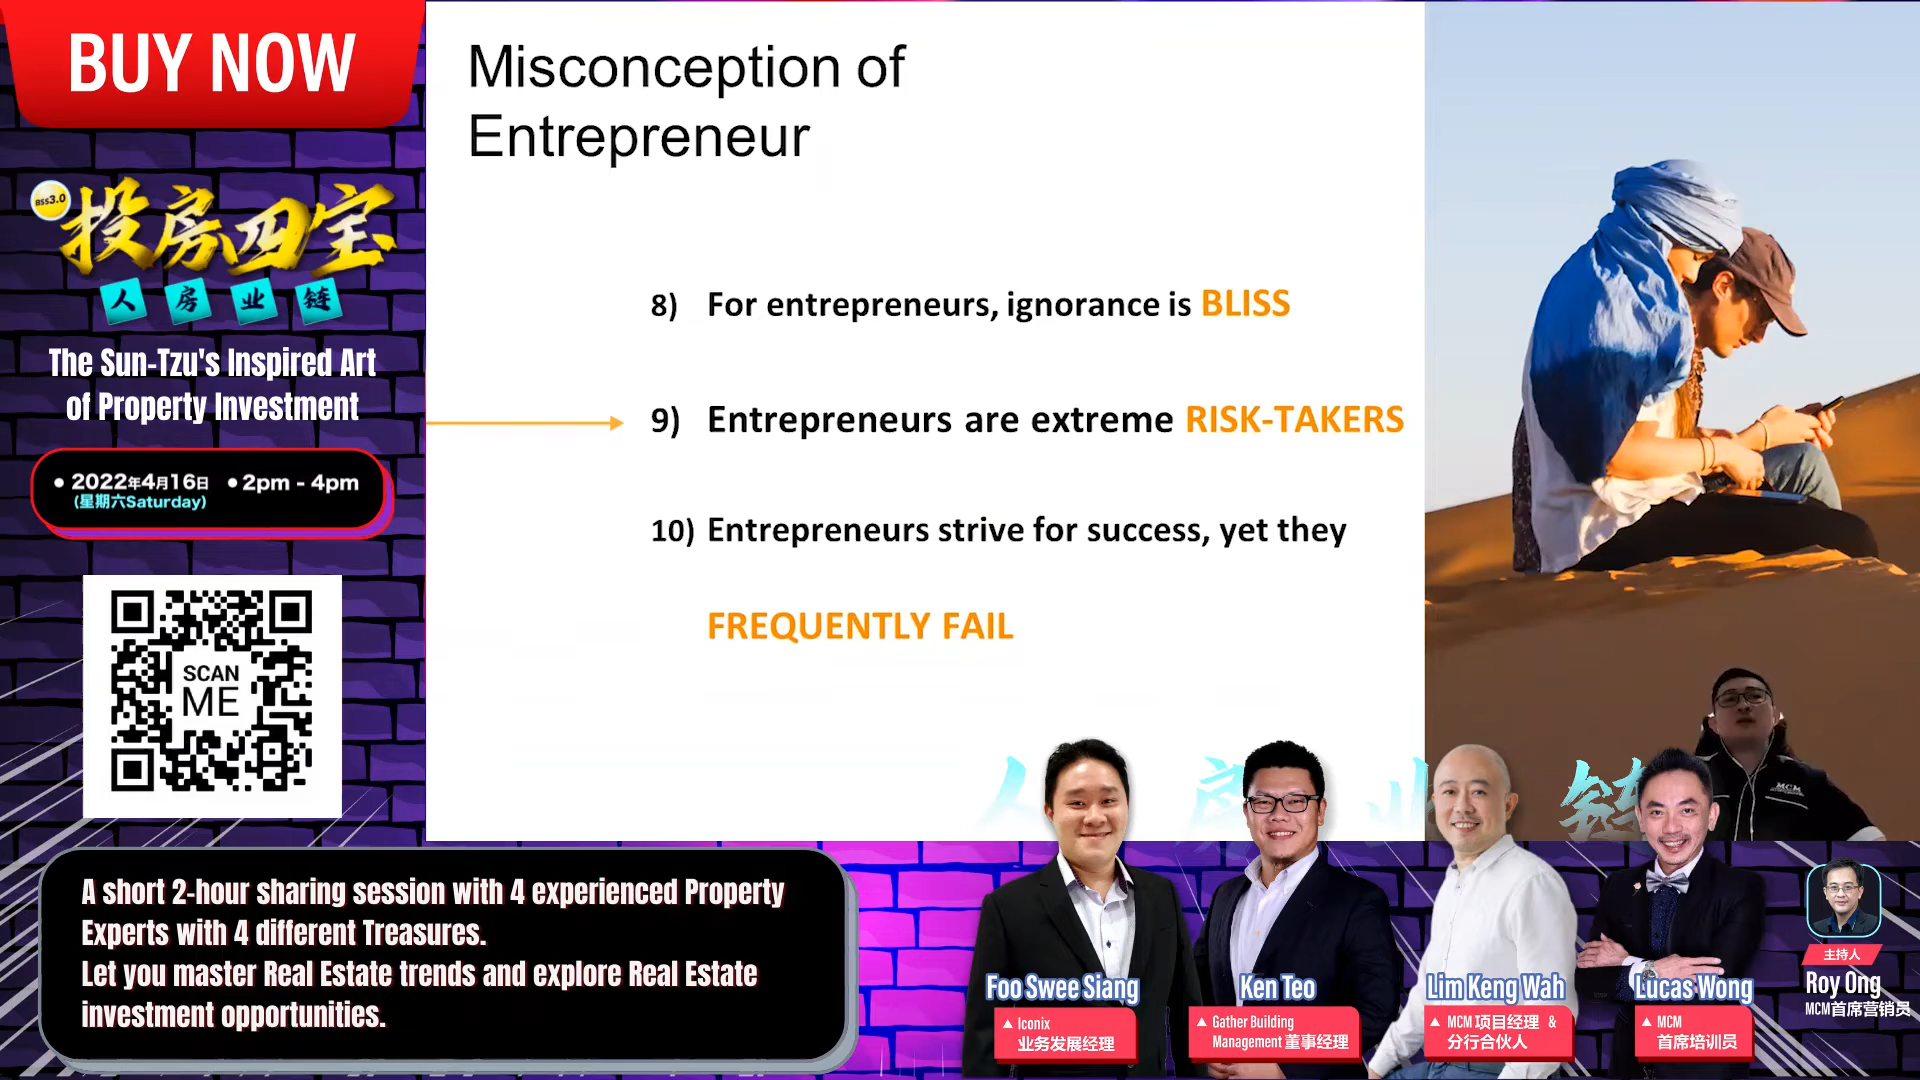 BUY NOW
BSS3.0
投房四宝
人 房 业 链
The Sun-Tzu's Inspired Art
of Property Investment
• 2022年4月16日 • 2pm - 4pm
(星期六Saturday)
SCAN
ME
Misconception of
Entrepreneur
8) For entrepreneurs, ignorance is BLISS
9) Entrepreneurs are extreme RISK-TAKERS
10) Entrepreneurs strive for success, yet they
FREQUENTLY FAIL
人 房 业 链
MCM
A short 2-hour sharing session with 4 experienced Property
Experts with 4 different Treasures.
Let you master Real Estate trends and explore Real Estate
investment opportunities.
Foo Swee Siang
▲ Iconix
业务发展经理
Ken Teo
▲ Gather Building
Management 董事经理
Lim Keng Wah
▲ MCM 项目经理 &
分行合伙人
Lucas Wong
▲ MCM
首席培训员
主持人
Roy Ong
MCM首席营销员